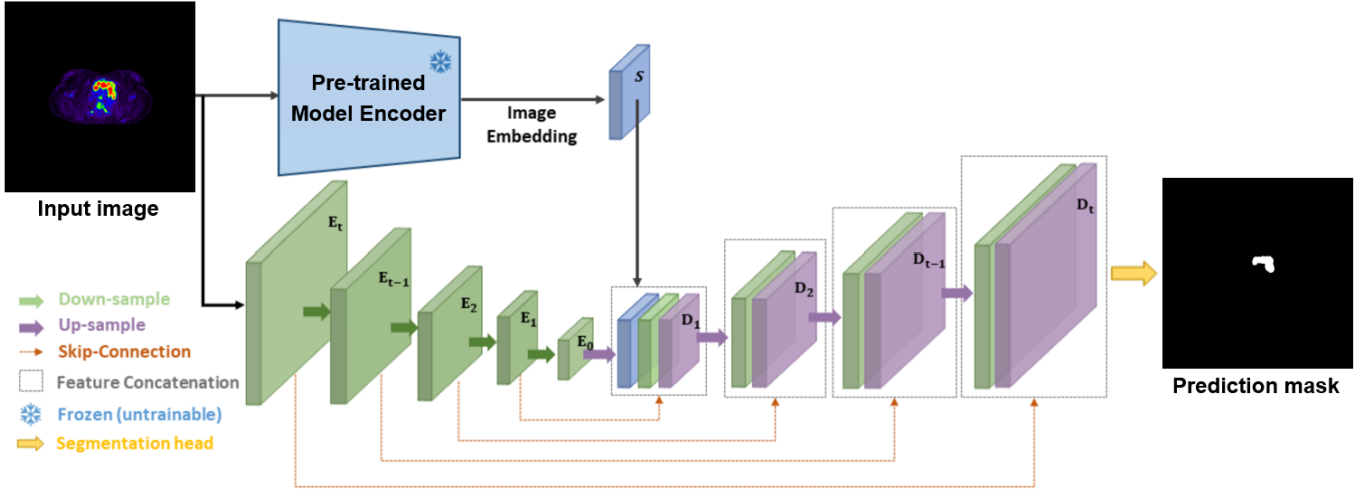 Pre-trained
Model Encoder
S
Image
Embedding
Input image
E_t
E_{t−1}
E_2
E_1
E_0
D_1
D_2
D_{t−1}
D_t
Prediction mask
Down-sample
Up-sample
Skip-Connection
Feature Concatenation
Frozen (untrainable)
Segmentation head